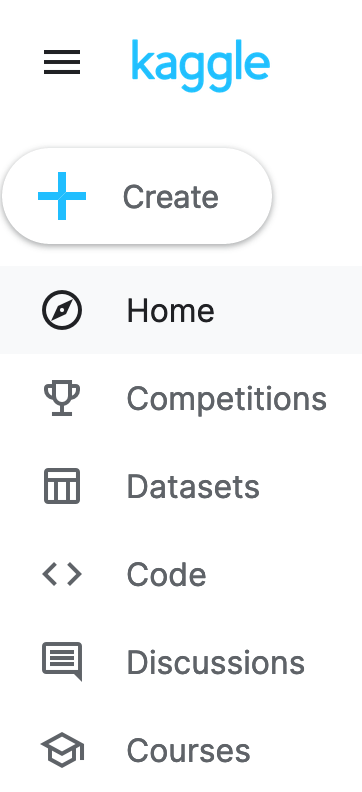 kaggle
Create
Home
Competitions
Datasets
Code
Discussions
Courses